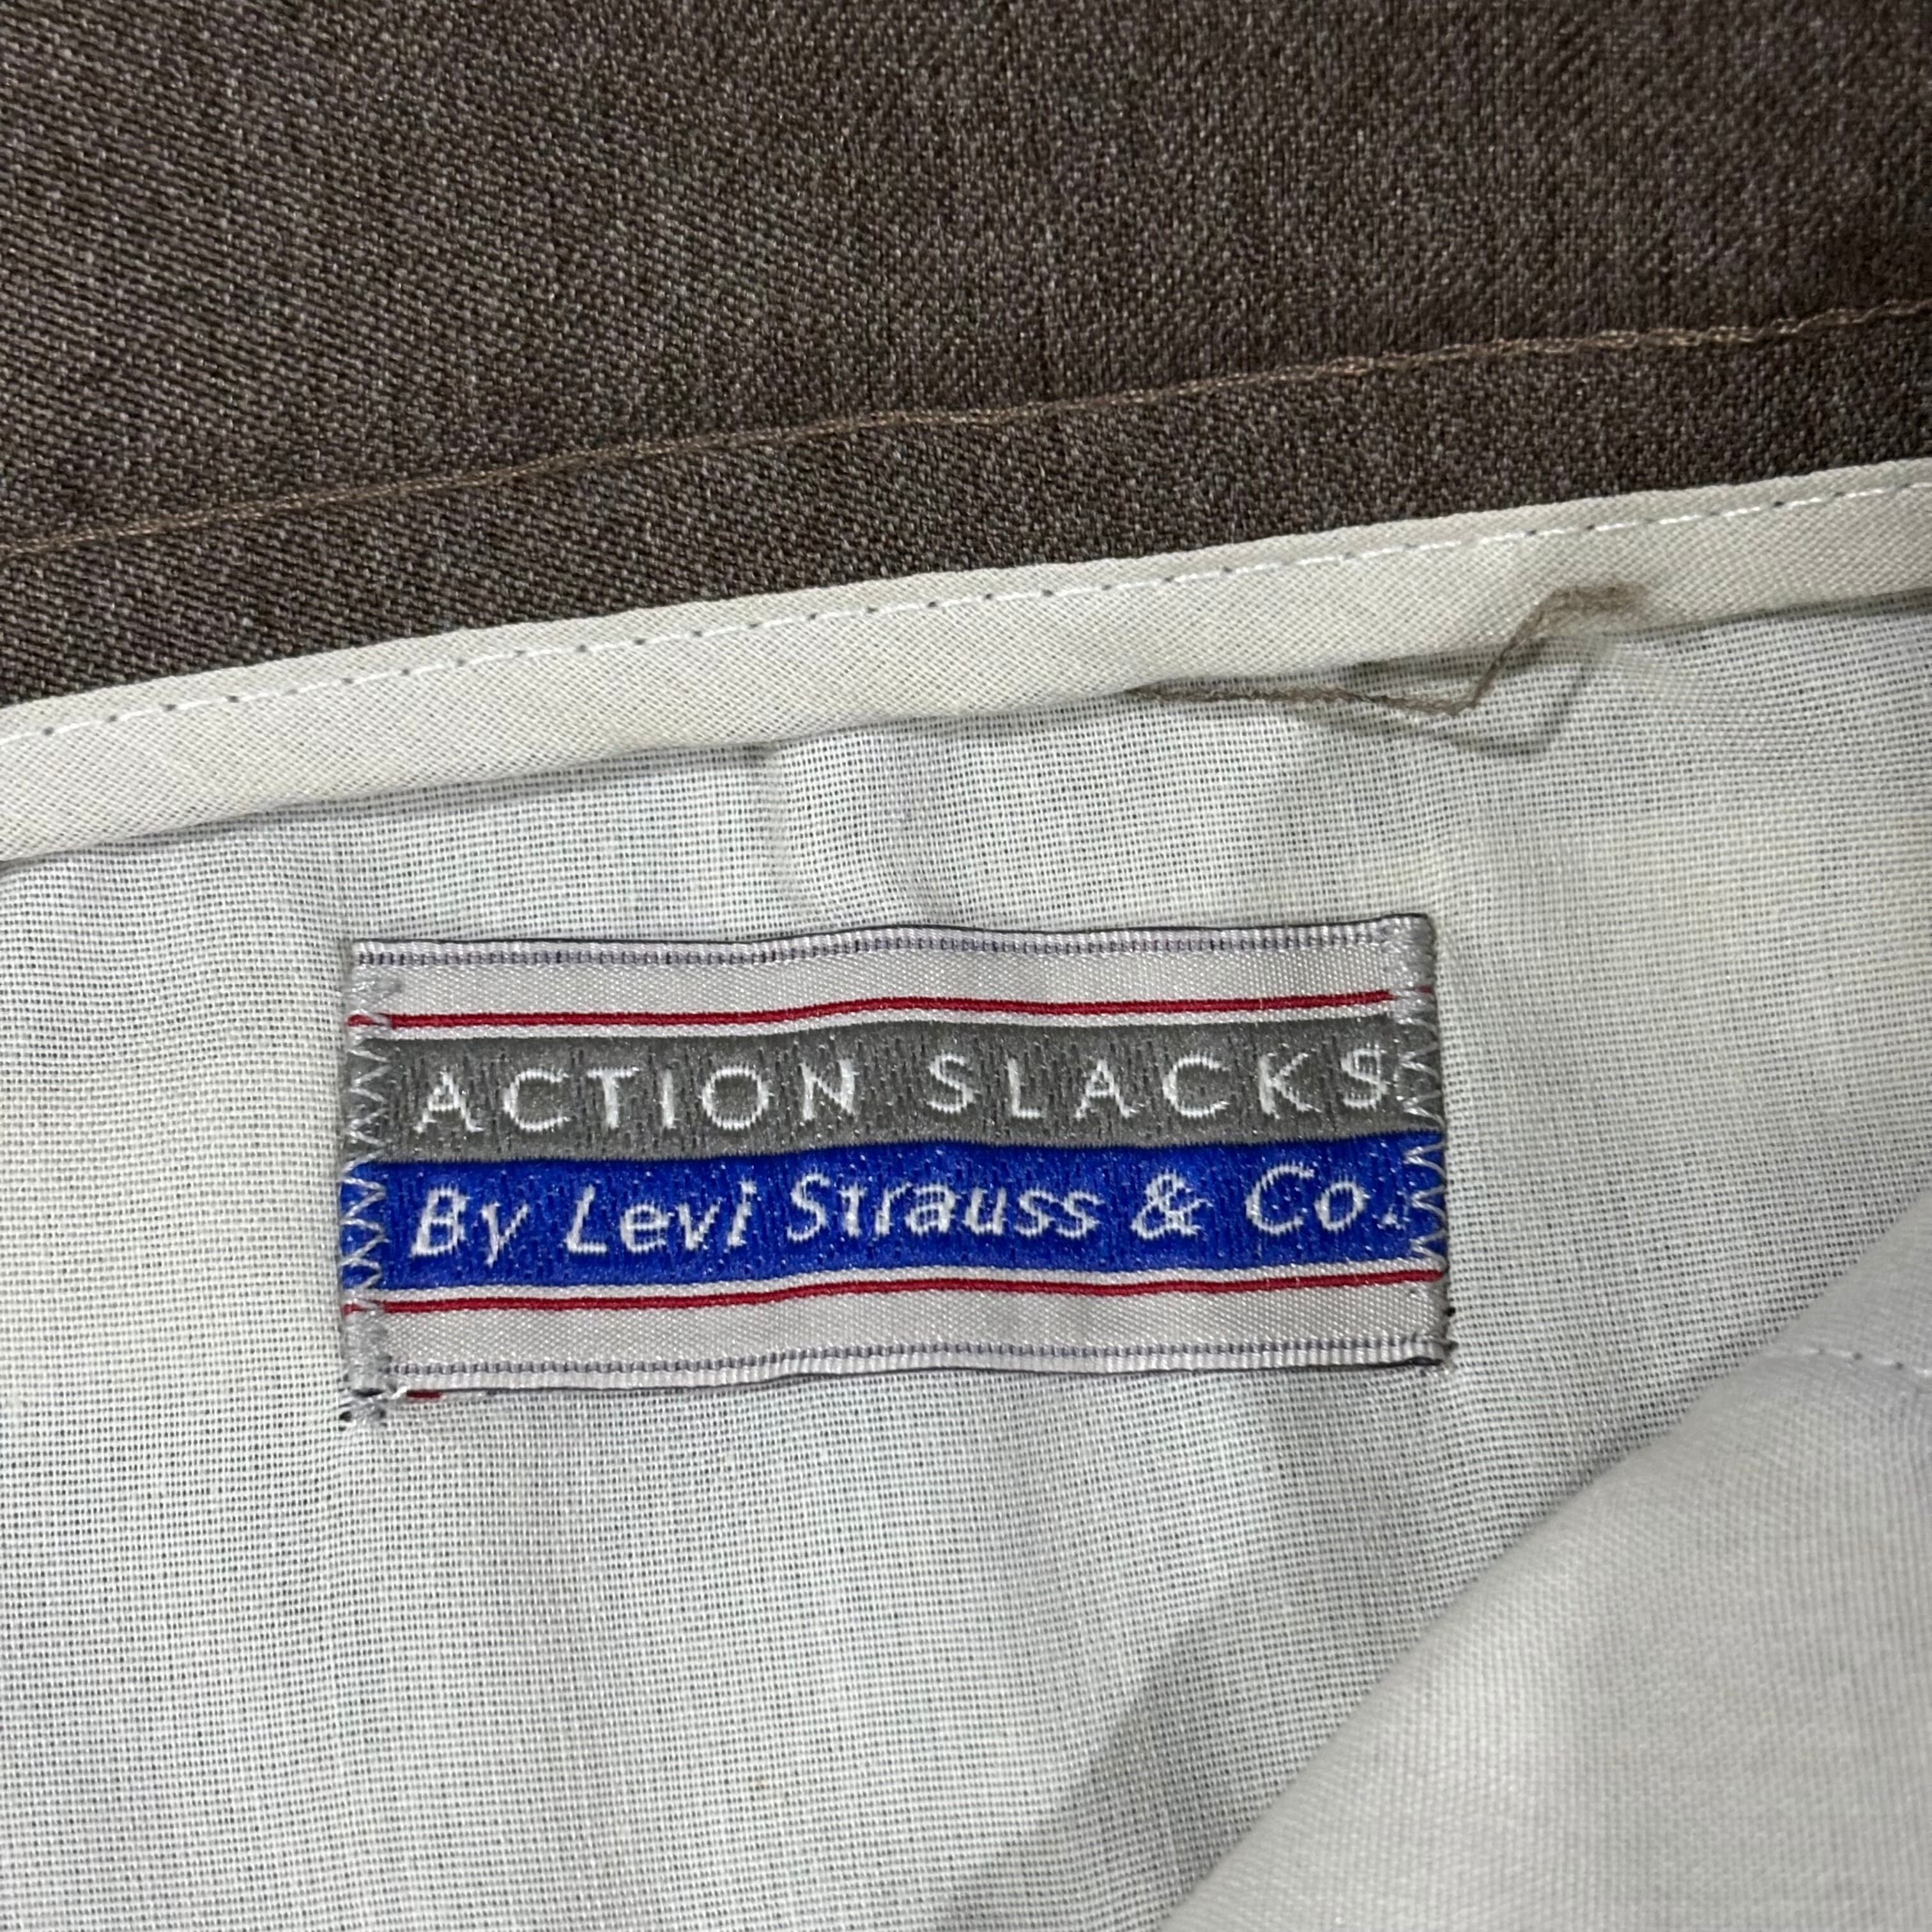 ACTION SLACKS
By Levi Strauss & Co.